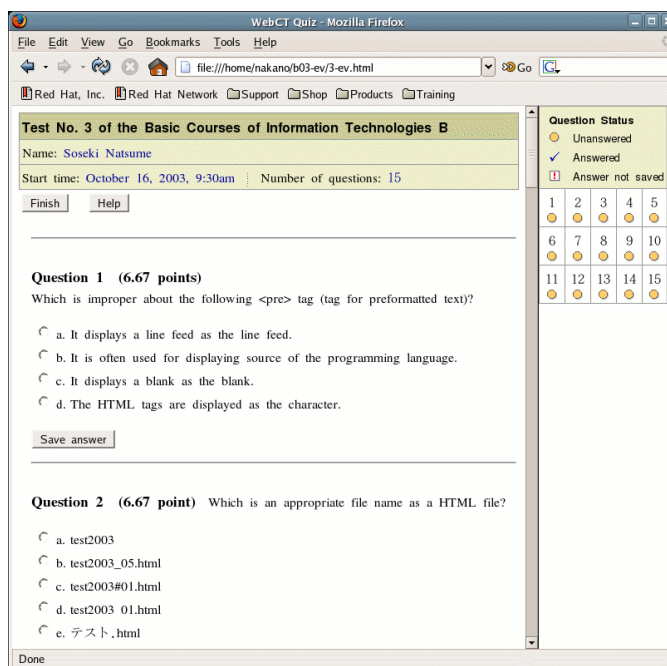 WebCT Quiz - Mozilla Firefox
File Edit View Go Bookmarks Tools Help
file:///home/nakano/b03-ev/3-ev.html
Go
G
Red Hat, Inc. Red Hat Network Support Shop Products Training
Test No. 3 of the Basic Courses of Information Technologies B
Name: Soseki Natsume
Start time: October 16, 2003, 9:30am Number of questions: 15
Finish Help
Question 1 (6.67 points)
Which is improper about the following <pre> tag (tag for preformatted text)?
a. It displays a line feed as the line feed.
b. It is often used for displaying source of the programming language.
c. It displays a blank as the blank.
d. The HTML tags are displayed as the character.
Save answer
Question 2 (6.67 point) Which is an appropriate file name as a HTML file?
a. test2003
b. test2003_05.html
c. test2003#01.html
d. test2003 01.html
e. テスト.html
Question Status
Unanswered
Answered
Answer not saved
1 2 3 4 5
6 7 8 9 10
11 12 13 14 15
Done